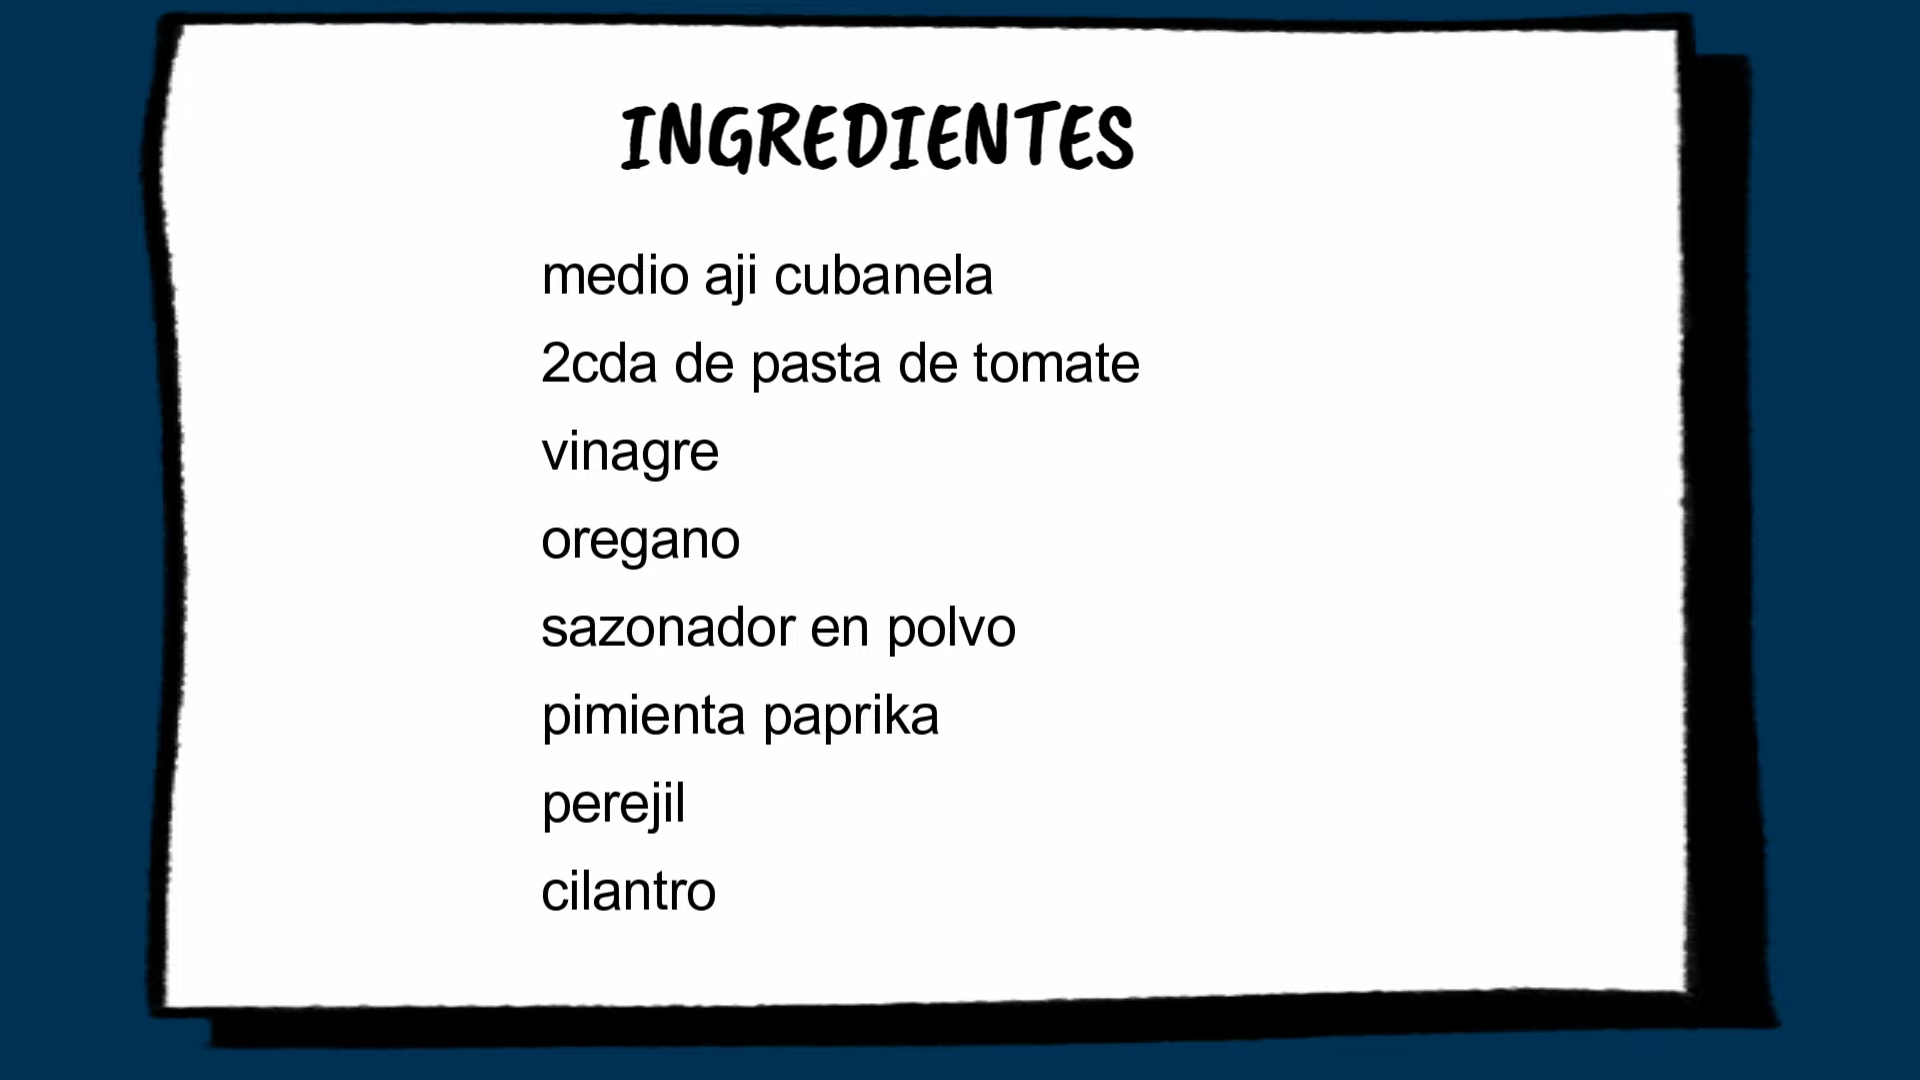 INGREDIENTES
medio aji cubanela
2cda de pasta de tomate
vinagre
oregano
sazonador en polvo
pimienta paprika
perejil
cilantro